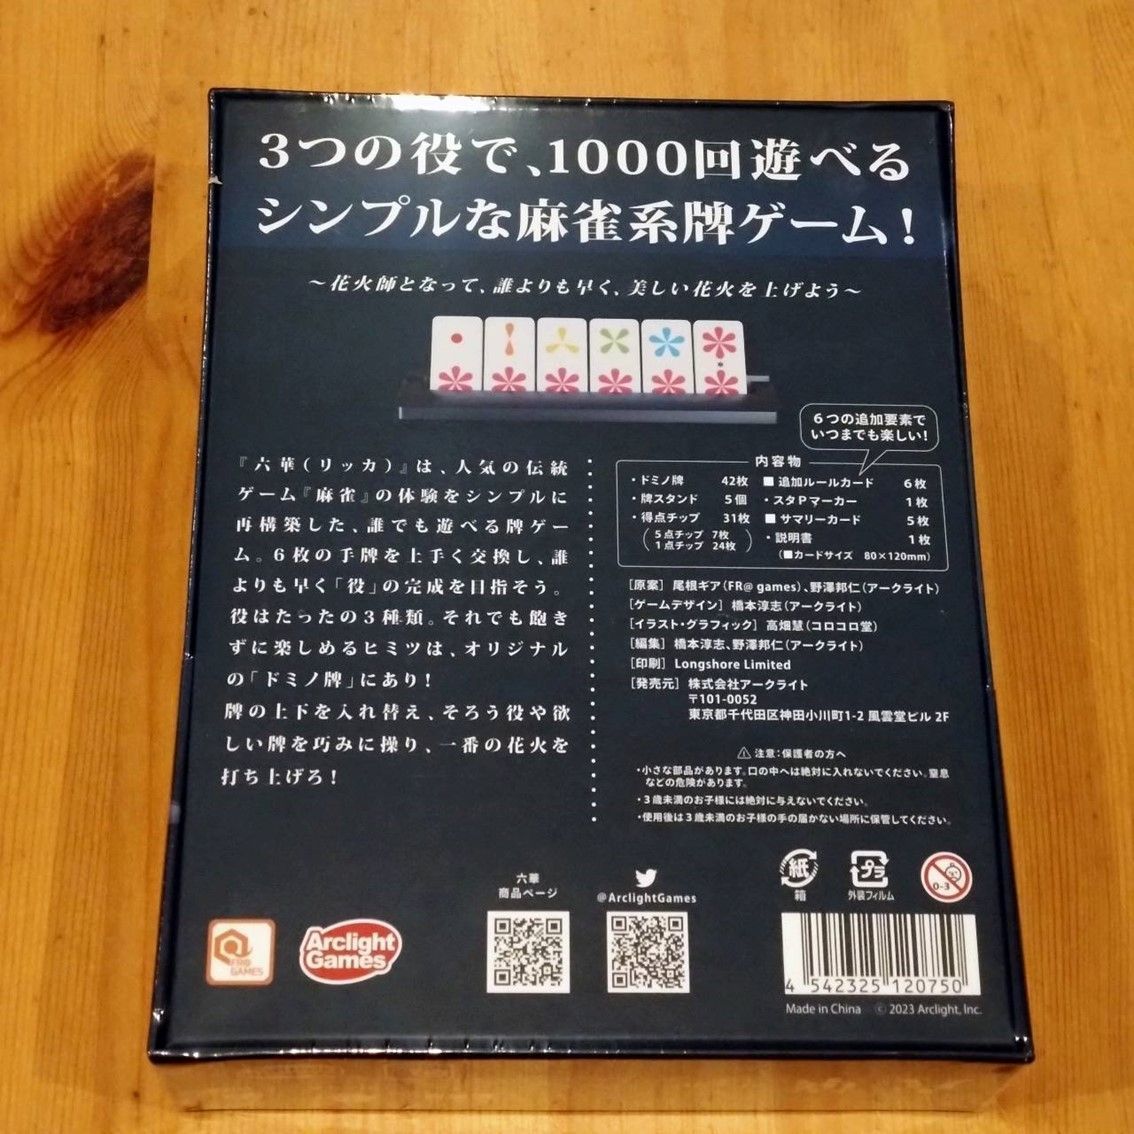 3つの役で、1000回遊べる
シンプルな麻雀系牌ゲーム！
～花火師となって、誰よりも早く、美しい花火を上げよう～
6つの追加要素で
いつまでも楽しい！
『六華（リッカ）』は、人気の伝統
ゲーム『麻雀』の体験をシンプルに
再構築した、誰でも遊べる牌ゲー
ム。6枚の手牌を上手く交換し、誰
よりも早く「役」の完成を目指そう。
役はたったの3種類。それでも飽き
ずに楽しめるヒミツは、オリジナル
の「ドミノ牌」にあり！
牌の上下を入れ替え、そろう役や欲
しい牌を巧みに操り、一番の花火を
打ち上げろ！
内容物
・ドミノ牌 42枚
・牌スタンド 5個
・得点チップ 31枚
（5点チップ 7枚
1点チップ 24枚）
■ 追加ルールカード 6枚
・スタPマーカー 1枚
■ サマリーカード 5枚
・説明書 1枚
（■カードサイズ 80×120mm）
［原案］ 尾根ギア（FR@ games）、野澤邦仁（アークライト）
［ゲームデザイン］ 橋本淳志（アークライト）
［イラスト・グラフィック］ 高畑慧（コロコロ堂）
［編集］ 橋本淳志、野澤邦仁（アークライト）
［印刷］ Longshore Limited
［発売元］ 株式会社アークライト
〒101-0052
東京都千代田区神田小川町1-2 風雲堂ビル 2F
⚠ 注意：保護者の方へ
・小さな部品があります。口の中へは絶対に入れないでください。窒息
などの危険があります。
・3歳未満のお子様には絶対に与えないでください。
・使用後は3歳未満のお子様の手の届かない場所に保管してください。
紙
箱
プラ
外装フィルム
0-3
六華
商品ページ
@ArclightGames
FR@
GAMES
Arclight
Games
4 542325 120750
Made in China © 2023 Arclight, Inc.